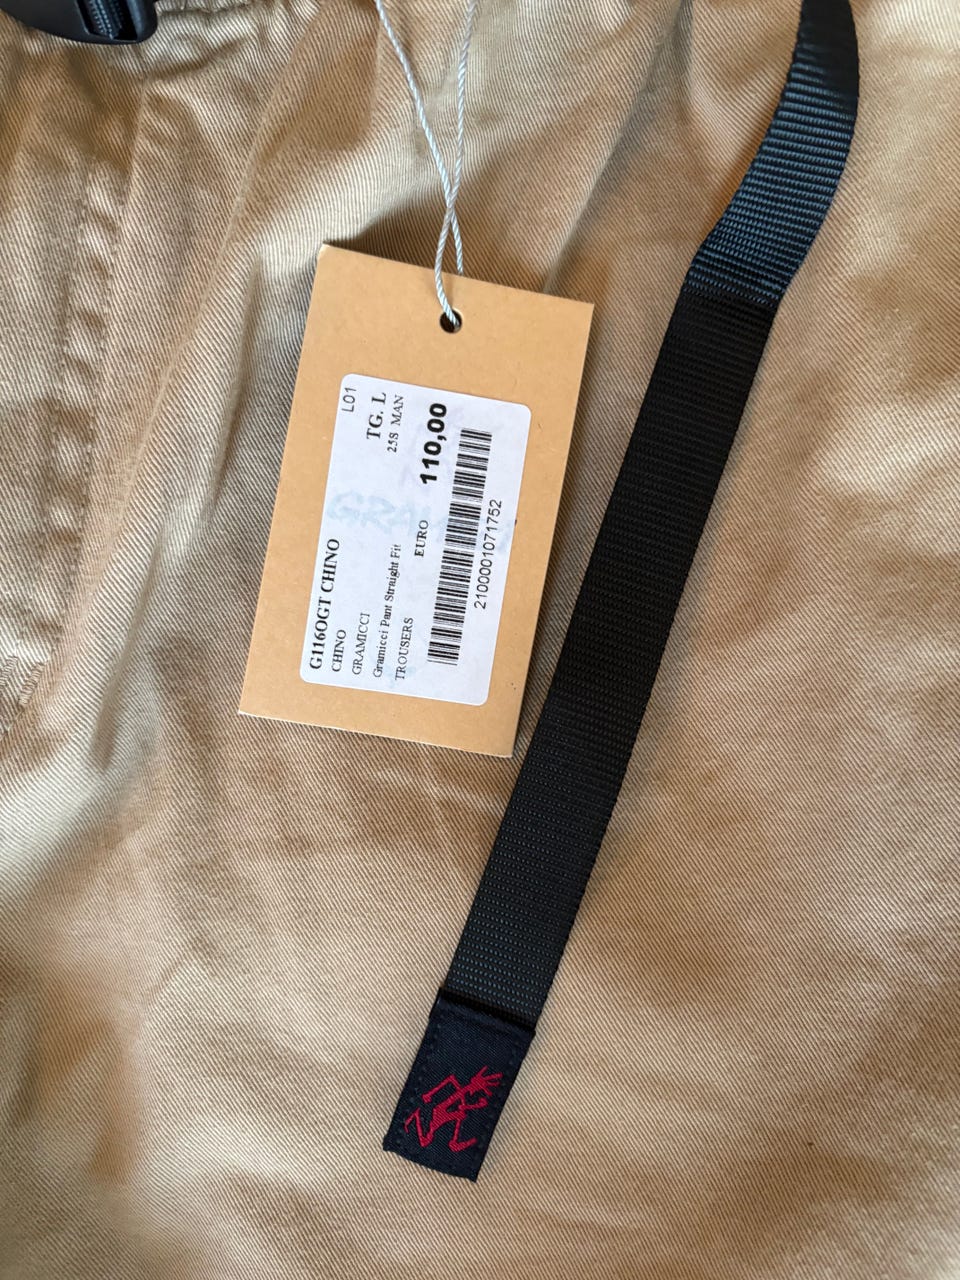 L01
TG. L
258 MAN
G116OGT CHINO
CHINO
GRAMICCI
Gramicci Pant Straight Fit
TROUSERS
EURO 110,00
2100001071752